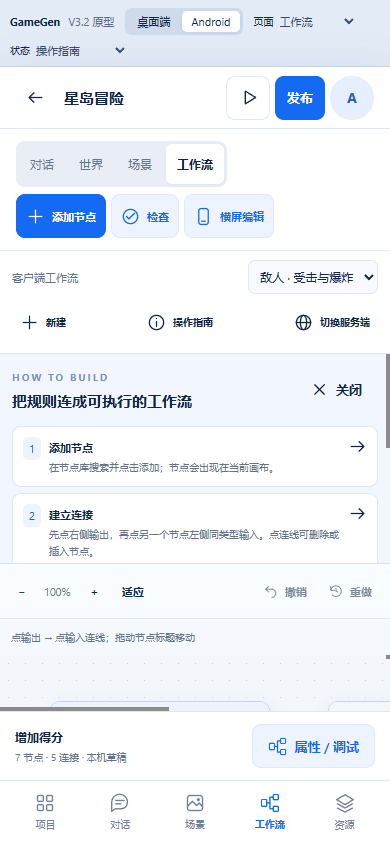 GameGen V3.2 原型 桌面端 Android 页面 工作流
状态 操作指南
星岛冒险 发布 A
对话 世界 场景 工作流
添加节点 检查 横屏编辑
客户端工作流 敌人 · 受击与爆炸
新建 操作指南 切换服务端
HOW TO BUILD
把规则连成可执行的工作流
关闭
1 添加节点
在节点库搜索并点击添加；节点会出现在当前画布。
2 建立连接
先点右侧输出，再点另一个节点左侧同类型输入。点连线可删除或
插入节点。
− 100% + 适应 撤销 重做
点输出 → 点输入连线；拖动节点标题移动
增加得分
7 节点 · 5 连接 · 本机草稿
属性 / 调试
项目 对话 场景 工作流 资源